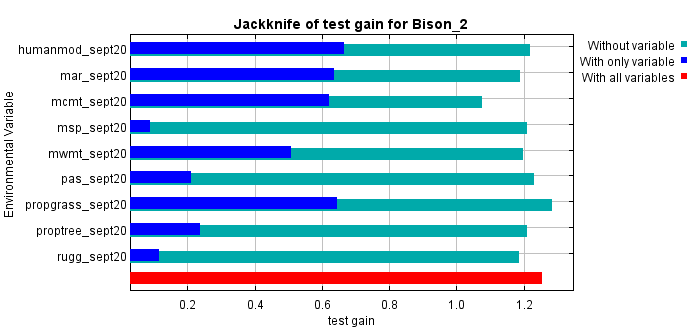 Jackknife of test gain for Bison_2
humanmod_sept20
mar_sept20
mcmt_sept20
msp_sept20
mwmt_sept20
pas_sept20
propgrass_sept20
proptree_sept20
rugg_sept20
Environmental Variable
0.2 0.4 0.6 0.8 1.0 1.2
test gain
Without variable
With only variable
With all variables